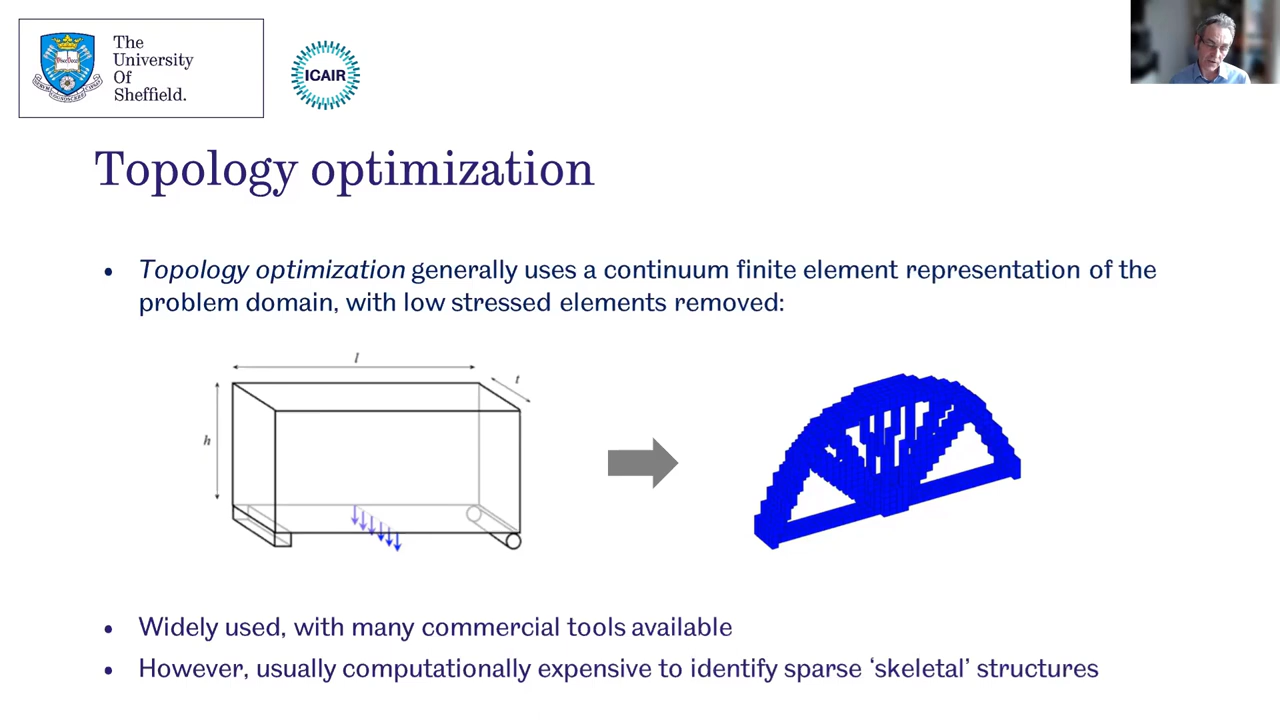 The
University
Of
Sheffield.
ICAIR
Topology optimization
• Topology optimization generally uses a continuum finite element representation of the
problem domain, with low stressed elements removed:
l
t
h
• Widely used, with many commercial tools available
• However, usually computationally expensive to identify sparse ‘skeletal’ structures